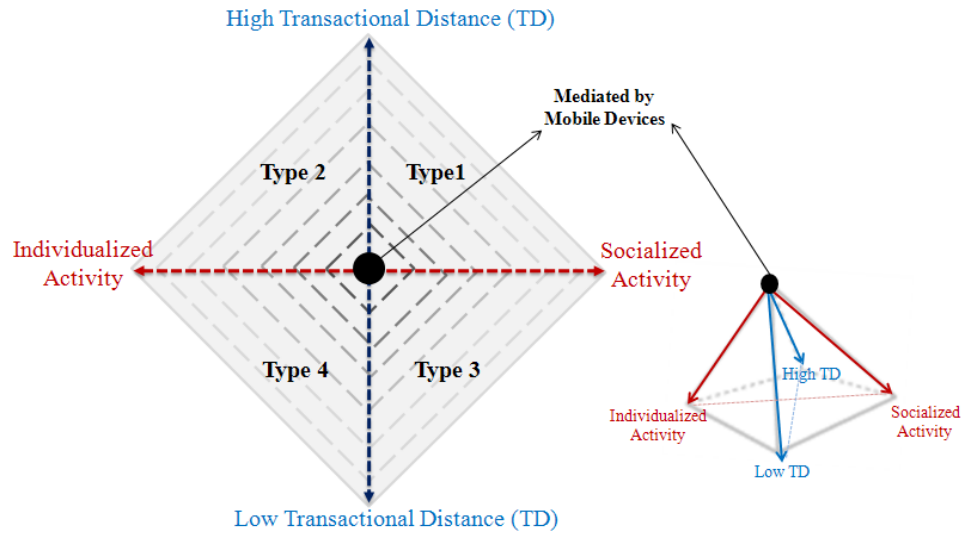 High Transactional Distance (TD)
Mediated by
Mobile Devices
Type 2
Type1
Individualized
Activity
Socialized
Activity
Type 4
Type 3
High TD
Individualized
Activity
Socialized
Activity
Low TD
Low Transactional Distance (TD)